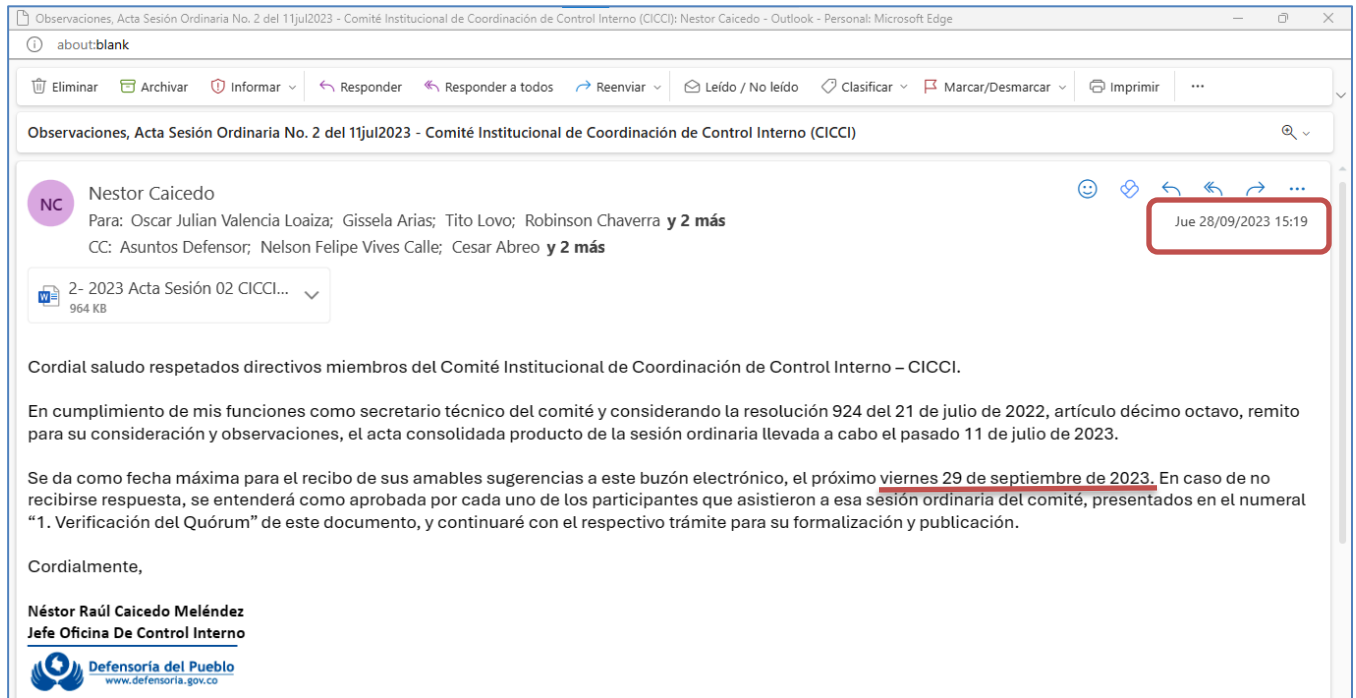 Observaciones, Acta Sesión Ordinaria No. 2 del 11jul2023 - Comité Institucional de Coordinación de Control Interno (CICCI): Nestor Caicedo - Outlook - Personal: Microsoft Edge
about:blank
Eliminar Archivar Informar Responder Responder a todos Reenviar Leído / No leído Clasificar Marcar/Desmarcar Imprimir ...
Observaciones, Acta Sesión Ordinaria No. 2 del 11jul2023 - Comité Institucional de Coordinación de Control Interno (CICCI)
NC Nestor Caicedo
Para: Oscar Julian Valencia Loaiza; Gissela Arias; Tito Lovo; Robinson Chaverra y 2 más
Jue 28/09/2023 15:19
CC: Asuntos Defensor; Nelson Felipe Vives Calle; Cesar Abreo y 2 más
2- 2023 Acta Sesión 02 CICCI...
964 KB
Cordial saludo respetados directivos miembros del Comité Institucional de Coordinación de Control Interno – CICCI.
En cumplimiento de mis funciones como secretario técnico del comité y considerando la resolución 924 del 21 de julio de 2022, artículo décimo octavo, remito
para su consideración y observaciones, el acta consolidada producto de la sesión ordinaria llevada a cabo el pasado 11 de julio de 2023.
Se da como fecha máxima para el recibo de sus amables sugerencias a este buzón electrónico, el próximo viernes 29 de septiembre de 2023. En caso de no
recibirse respuesta, se entenderá como aprobada por cada uno de los participantes que asistieron a esa sesión ordinaria del comité, presentados en el numeral
“1. Verificación del Quórum” de este documento, y continuaré con el respectivo trámite para su formalización y publicación.
Cordialmente,
Néstor Raúl Caicedo Meléndez
Jefe Oficina De Control Interno
Defensoría del Pueblo
www.defensoria.gov.co